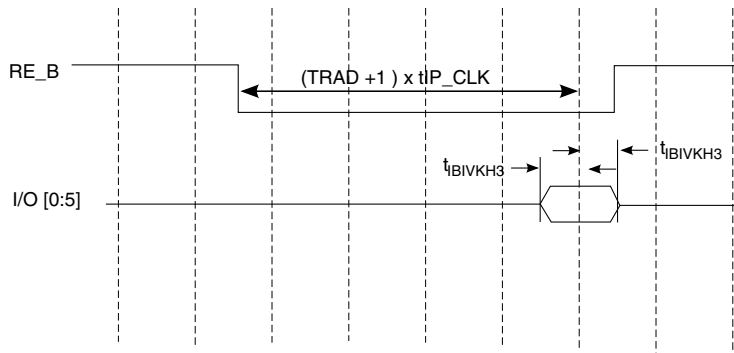 RE_B
(TRAD +1 ) x tIP_CLK
tIBIVKH3
tIBIVKH3
I/O [0:5]